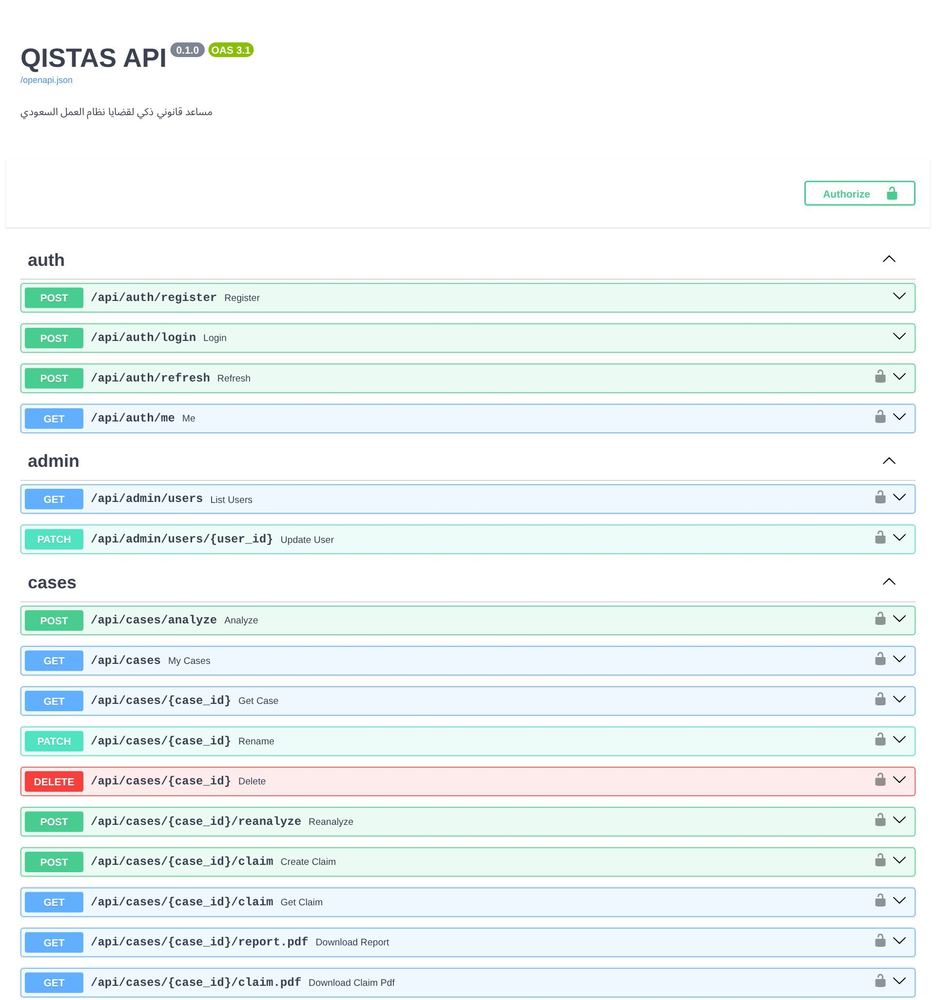 QISTAS API 0.1.0 OAS 3.1
/openapi.json
مساعد قانوني ذكي لقضايا نظام العمل السعودي
Authorize
auth
POST /api/auth/register Register
POST /api/auth/login Login
POST /api/auth/refresh Refresh
GET /api/auth/me Me
admin
GET /api/admin/users List Users
PATCH /api/admin/users/{user_id} Update User
cases
POST /api/cases/analyze Analyze
GET /api/cases My Cases
GET /api/cases/{case_id} Get Case
PATCH /api/cases/{case_id} Rename
DELETE /api/cases/{case_id} Delete
POST /api/cases/{case_id}/reanalyze Reanalyze
POST /api/cases/{case_id}/claim Create Claim
GET /api/cases/{case_id}/claim Get Claim
GET /api/cases/{case_id}/report.pdf Download Report
GET /api/cases/{case_id}/claim.pdf Download Claim Pdf